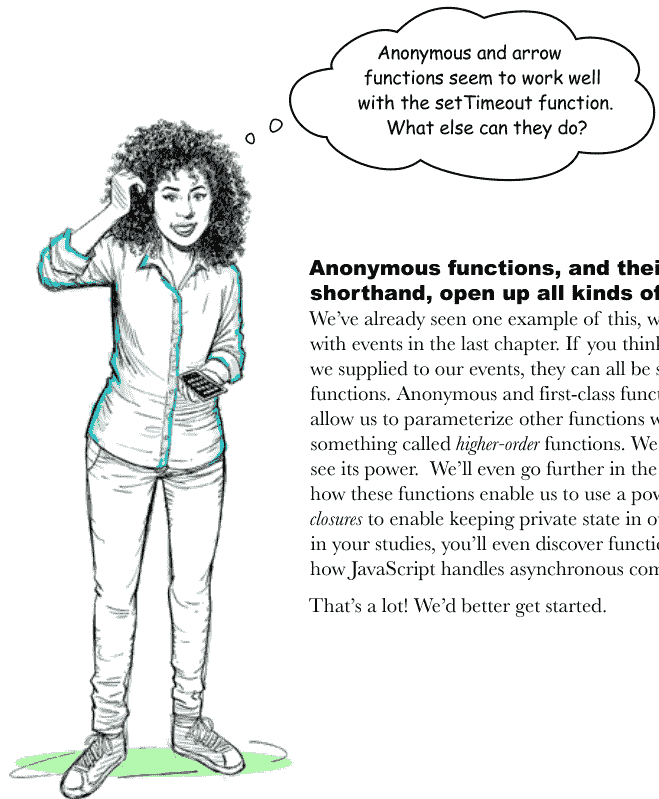 Anonymous and arrow
functions seem to work well
with the setTimeout function.
What else can they do?
Anonymous functions, and thei
shorthand, open up all kinds of
We've already seen one example of this, w
with events in the last chapter. If you think
we supplied to our events, they can all be s
functions. Anonymous and first-class funct
allow us to parameterize other functions w
something called higher-order functions. We
see its power. We'll even go further in the
how these functions enable us to use a pow
closures to enable keeping private state in o
in your studies, you'll even discover functio
how JavaScript handles asynchronous com
That's a lot! We'd better get started.